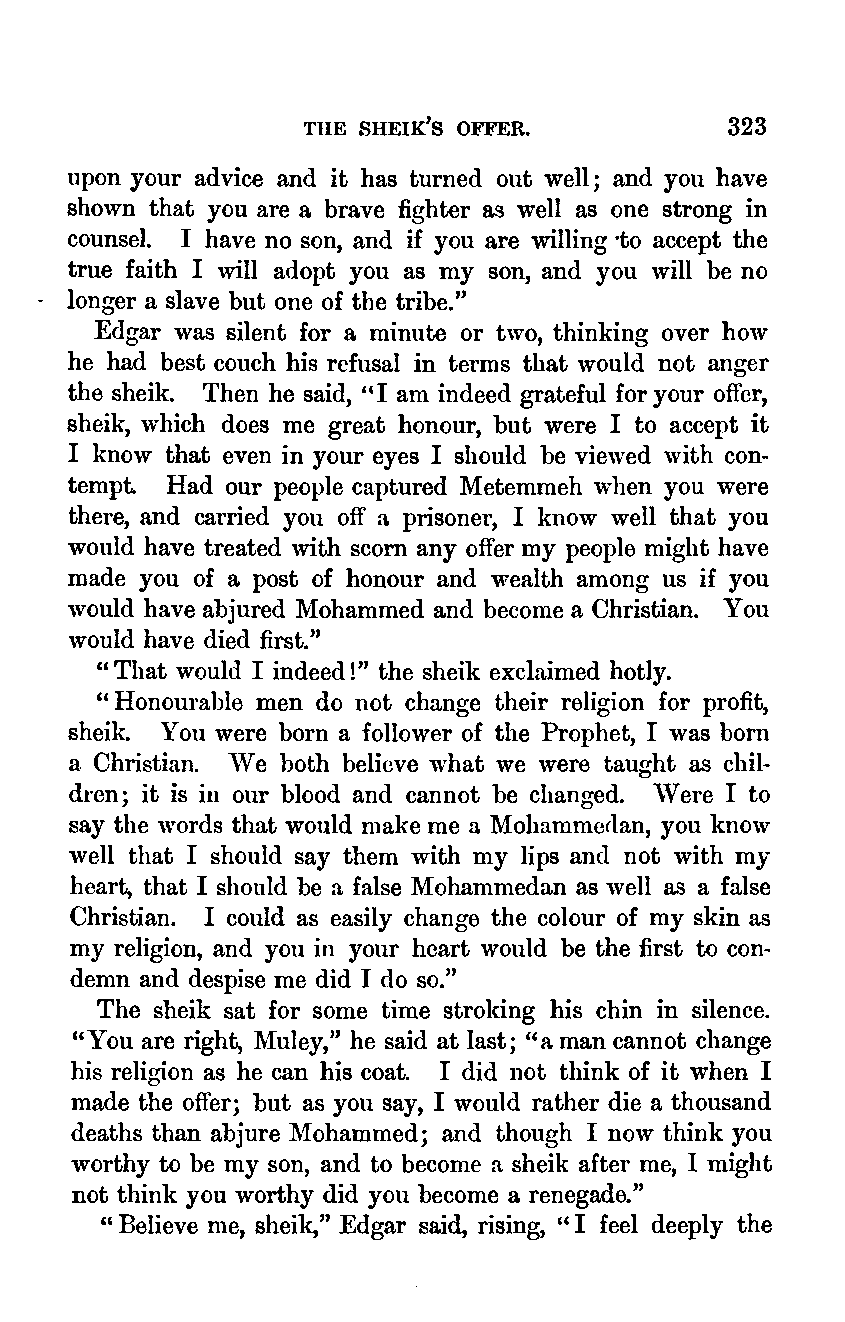 THE SHEIK'S OFFER. 323
upon your advice and it has turned out well; and you have
shown that you are a brave fighter as well as one strong in
counsel. I have no son, and if you are willing to accept the
true faith I will adopt you as my son, and you will be no
longer a slave but one of the tribe."
Edgar was silent for a minute or two, thinking over how
he had best couch his refusal in terms that would not anger
the sheik. Then he said, "I am indeed grateful for your offer,
sheik, which does me great honour, but were I to accept it
I know that even in your eyes I should be viewed with con-
tempt. Had our people captured Metemmeh when you were
there, and carried you off a prisoner, I know well that you
would have treated with scorn any offer my people might have
made you of a post of honour and wealth among us if you
would have abjured Mohammed and become a Christian. You
would have died first."
"That would I indeed!" the sheik exclaimed hotly.
"Honourable men do not change their religion for profit,
sheik. You were born a follower of the Prophet, I was born
a Christian. We both believe what we were taught as chil-
dren; it is in our blood and cannot be changed. Were I to
say the words that would make me a Mohammedan, you know
well that I should say them with my lips and not with my
heart, that I should be a false Mohammedan as well as a false
Christian. I could as easily change the colour of my skin as
my religion, and you in your heart would be the first to con-
demn and despise me did I do so."
The sheik sat for some time stroking his chin in silence.
"You are right, Muley," he said at last; "a man cannot change
his religion as he can his coat. I did not think of it when I
made the offer; but as you say, I would rather die a thousand
deaths than abjure Mohammed; and though I now think you
worthy to be my son, and to become a sheik after me, I might
not think you worthy did you become a renegade."
"Believe me, sheik," Edgar said, rising, "I feel deeply the